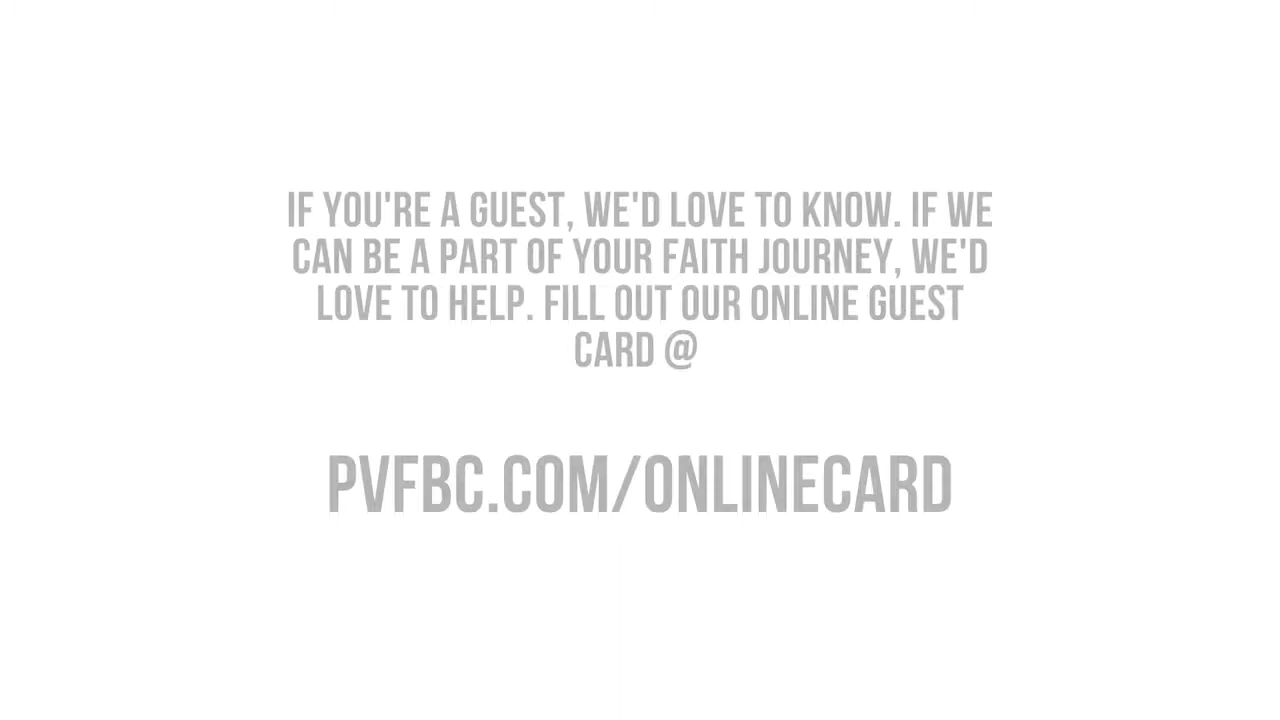 IF YOU'RE A GUEST, WE'D LOVE TO KNOW. IF WE
CAN BE A PART OF YOUR FAITH JOURNEY, WE'D
LOVE TO HELP. FILL OUT OUR ONLINE GUEST
CARD @
PVFBC.COM/ONLINECARD